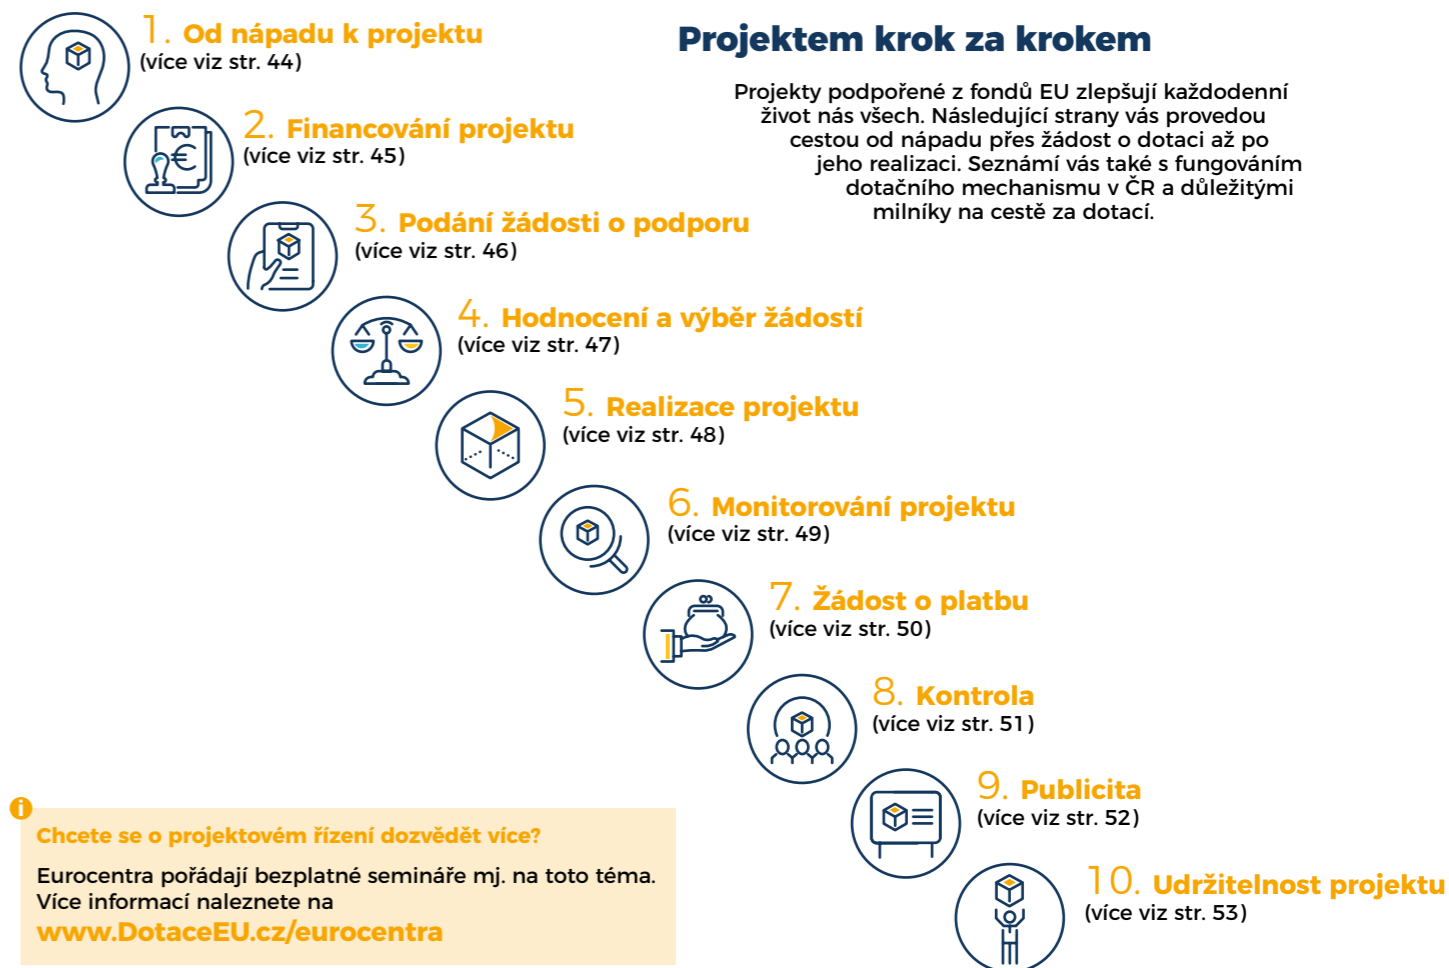 Projektem krok za krokem
Projekty podpořené z fondů EU zlepšují každodenní
život nás všech. Následující strany vás provedou
cestou od nápadu přes žádost o dotaci až po
jeho realizaci. Seznámí vás také s fungováním
dotačního mechanismu v ČR a důležitými
milníky na cestě za dotací.
1. Od nápadu k projektu
(více viz str. 44)
2. Financování projektu
(více viz str. 45)
3. Podání žádosti o podporu
(více viz str. 46)
4. Hodnocení a výběr žádostí
(více viz str. 47)
5. Realizace projektu
(více viz str. 48)
6. Monitorování projektu
(více viz str. 49)
7. Žádost o platbu
(více viz str. 50)
8. Kontrola
(více viz str. 51)
9. Publicita
(více viz str. 52)
10. Udržitelnost projektu
(více viz str. 53)
i
Chcete se o projektovém řízení dozvědět více?
Eurocentra pořádají bezplatné semináře mj. na toto téma.
Více informací naleznete na
www.DotaceEU.cz/eurocentra